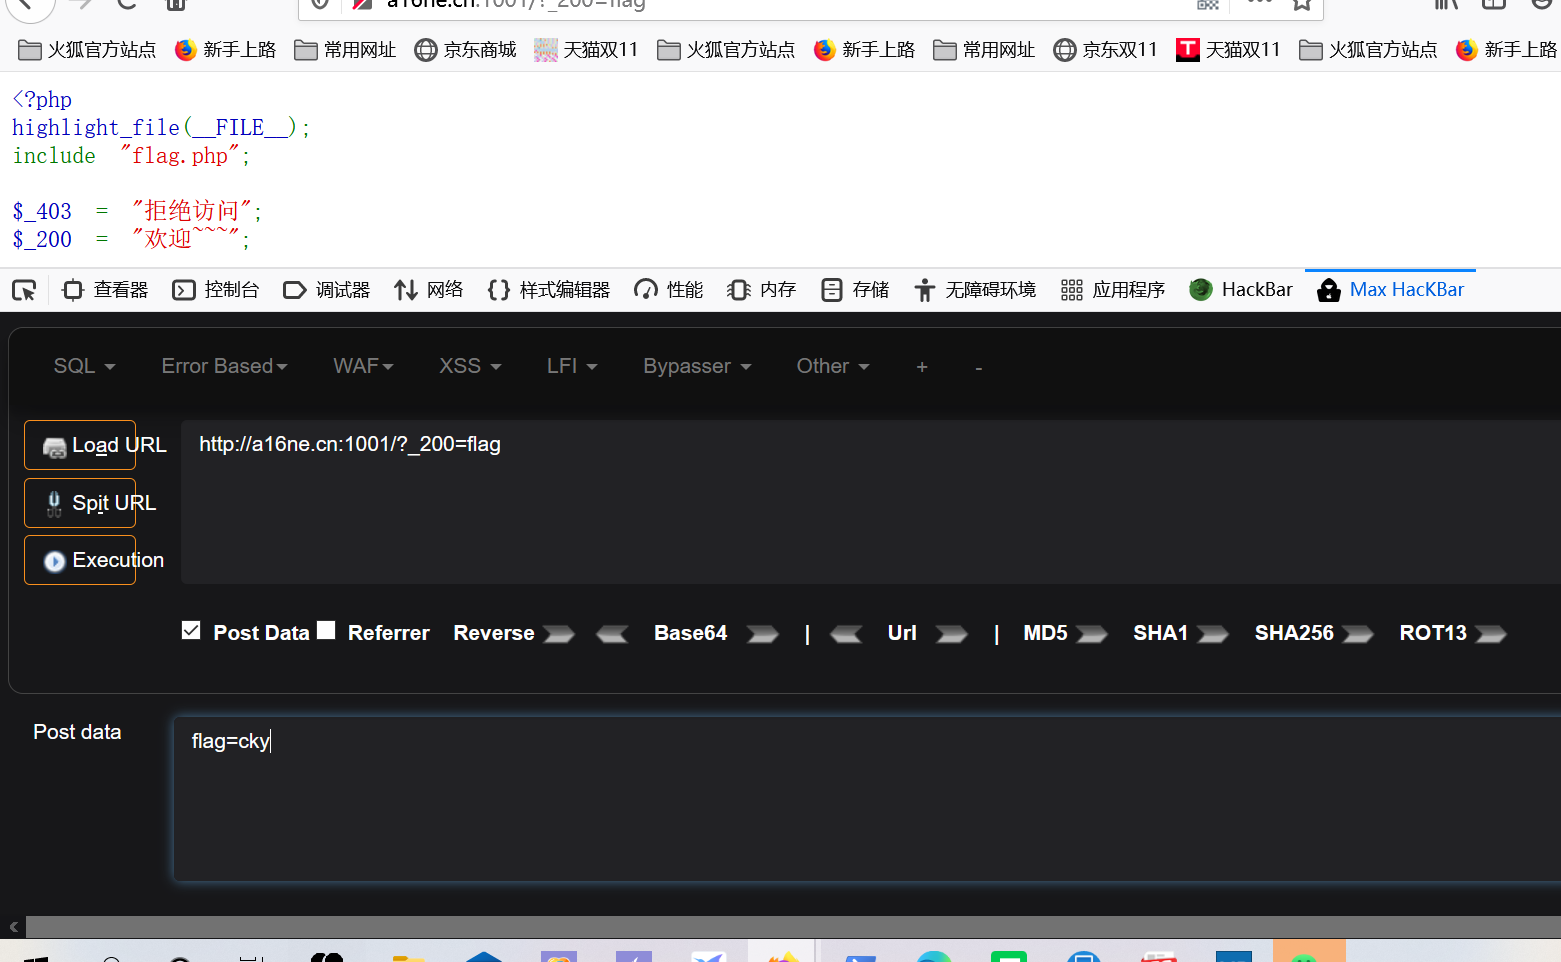 a16ne.cn:1001/?_200=flag
火狐官方站点 新手上路 常用网址 京东商城 天猫双11 火狐官方站点 新手上路 常用网址 京东双11 天猫双11 火狐官方站点 新手上路
<?php
highlight_file(__FILE__);
include "flag.php";
$_403 = "拒绝访问";
$_200 = "欢迎~~~";
查看器 控制台 调试器 网络 样式编辑器 性能 内存 存储 无障碍环境 应用程序 HackBar Max HacKBar
SQL Error Based WAF XSS LFI Bypasser Other + -
Load URL
http://a16ne.cn:1001/?_200=flag
Spit URL
Execution
Post Data Referrer Reverse Base64 | Url | MD5 SHA1 SHA256 ROT13
Post data
flag=cky